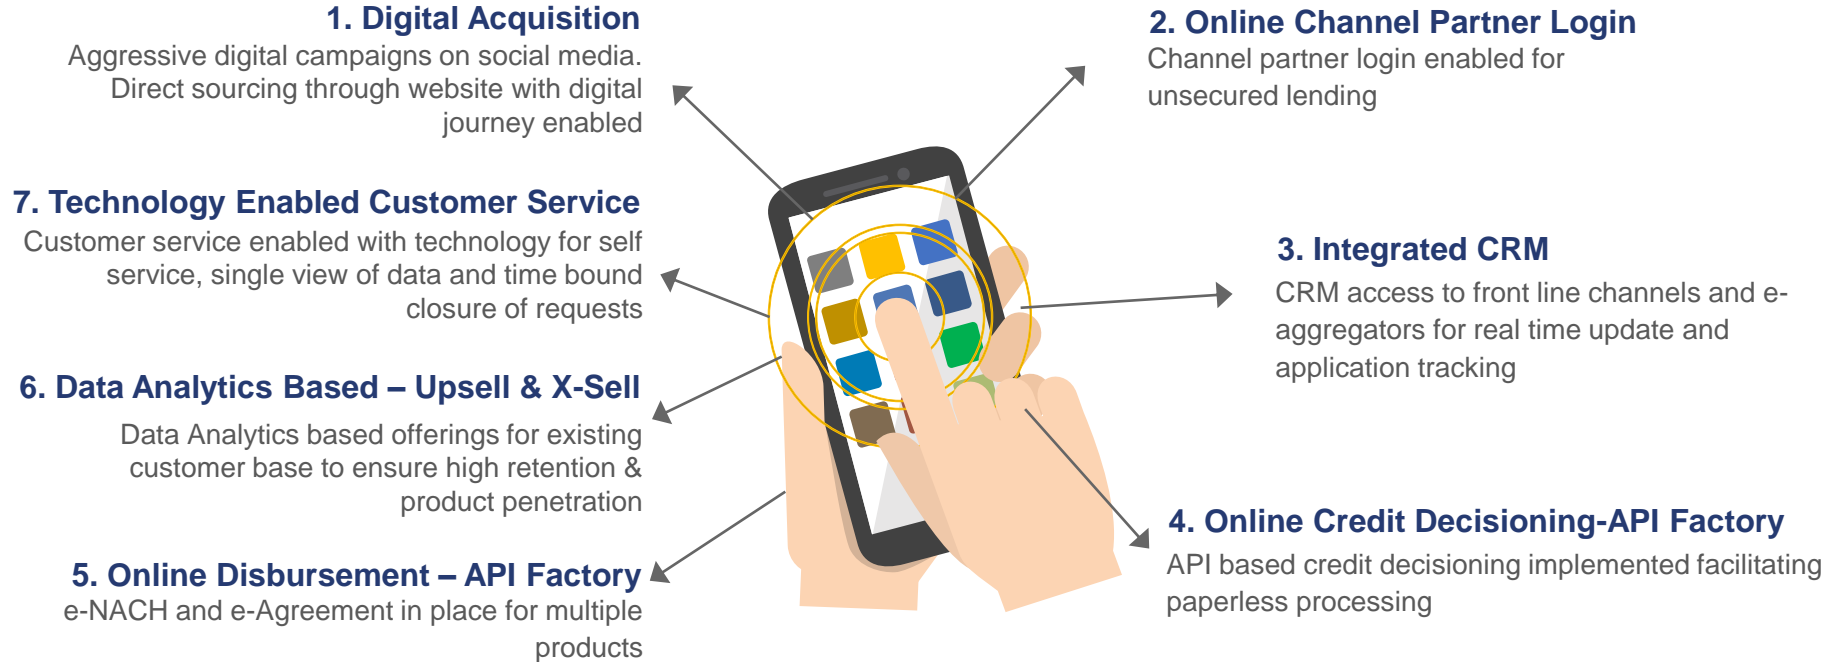 1. Digital Acquisition
Aggressive digital campaigns on social media.
Direct sourcing through website with digital
journey enabled
2. Online Channel Partner Login
Channel partner login enabled for
unsecured lending
3. Integrated CRM
CRM access to front line channels and e-
aggregators for real time update and
application tracking
4. Online Credit Decisioning-API Factory
API based credit decisioning implemented facilitating
paperless processing
5. Online Disbursement – API Factory
e-NACH and e-Agreement in place for multiple
products
6. Data Analytics Based – Upsell & X-Sell
Data Analytics based offerings for existing
customer base to ensure high retention &
product penetration
7. Technology Enabled Customer Service
Customer service enabled with technology for self
service, single view of data and time bound
closure of requests